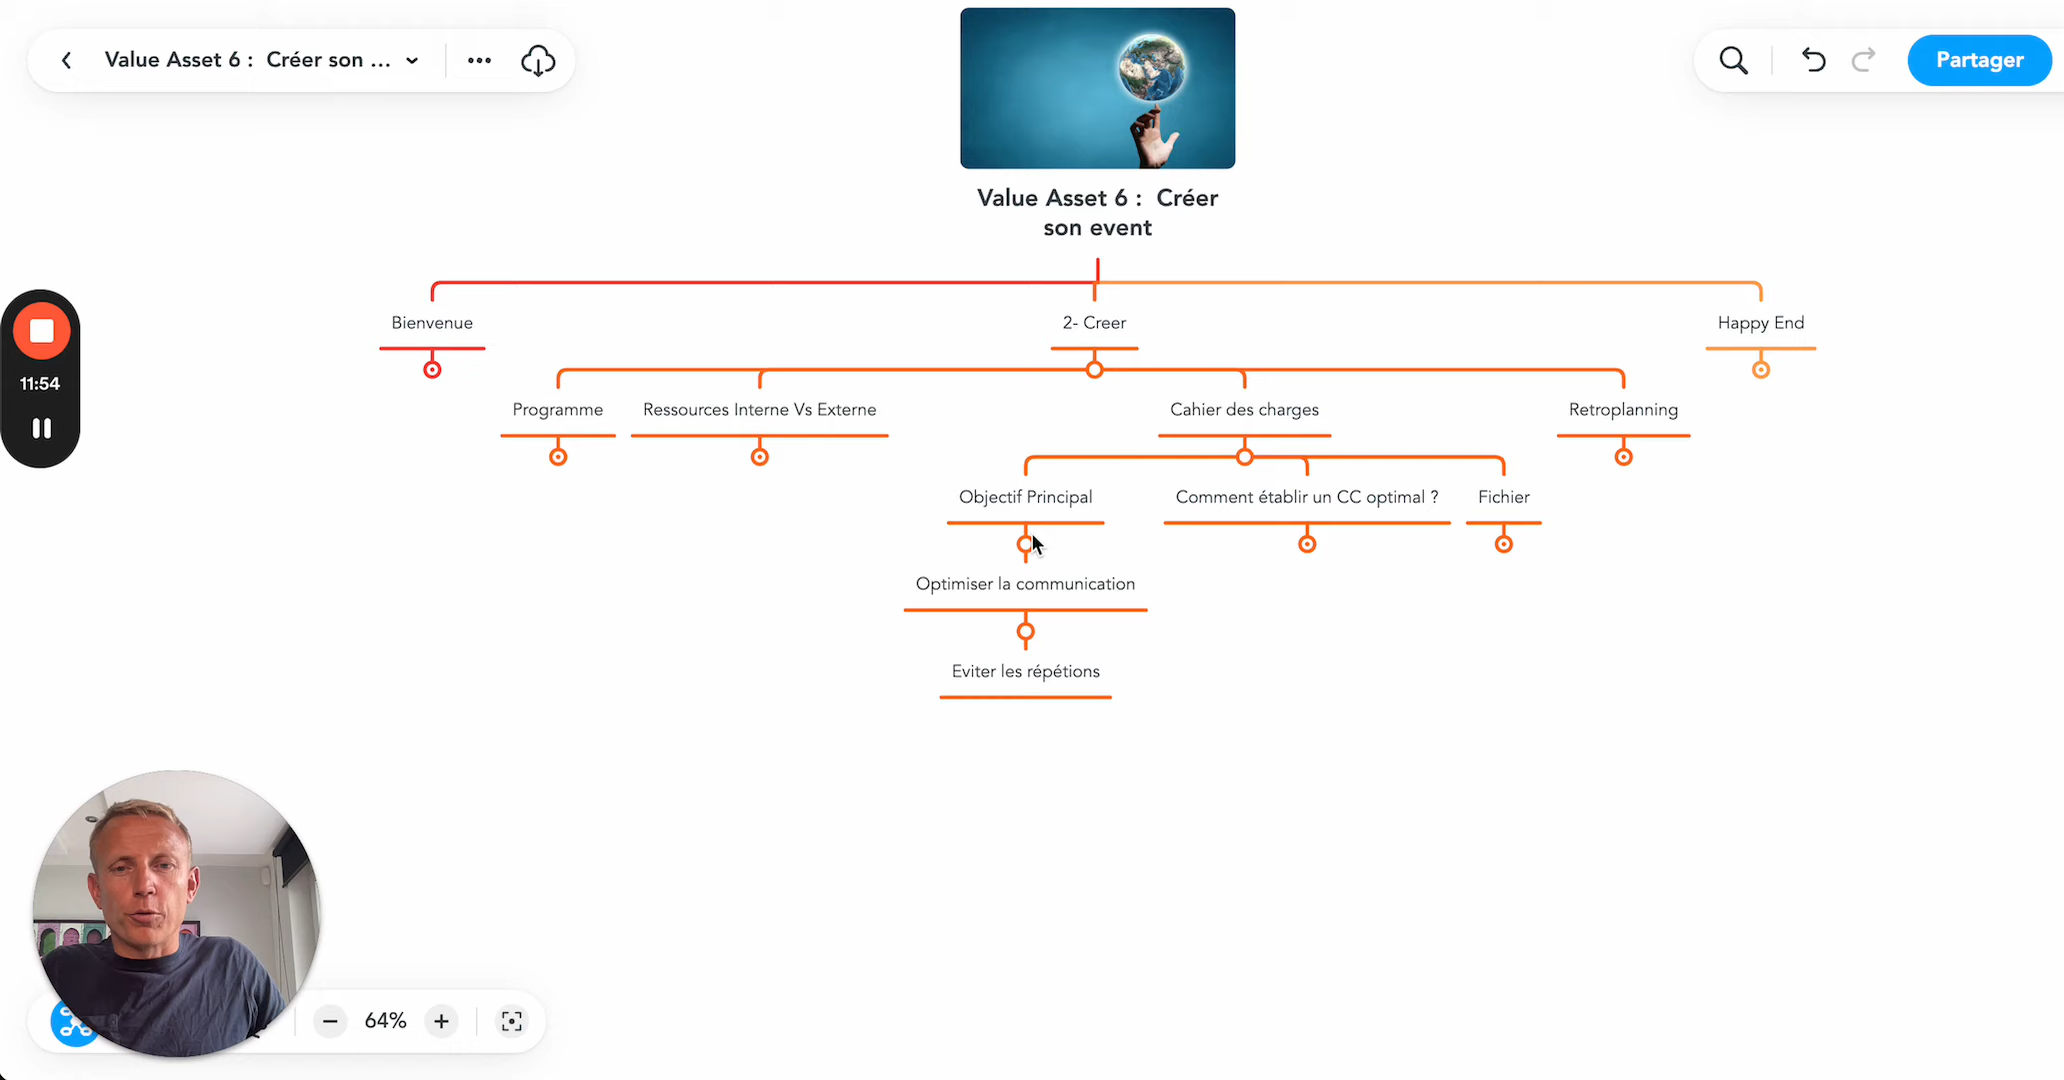 Value Asset 6 : Créer son ...
Partager
Value Asset 6 : Créer
son event
Bienvenue
2- Creer
Happy End
11:54
Programme
Ressources Interne Vs Externe
Cahier des charges
Retroplanning
Objectif Principal
Comment établir un CC optimal ?
Fichier
Optimiser la communication
Eviter les répétions
64%